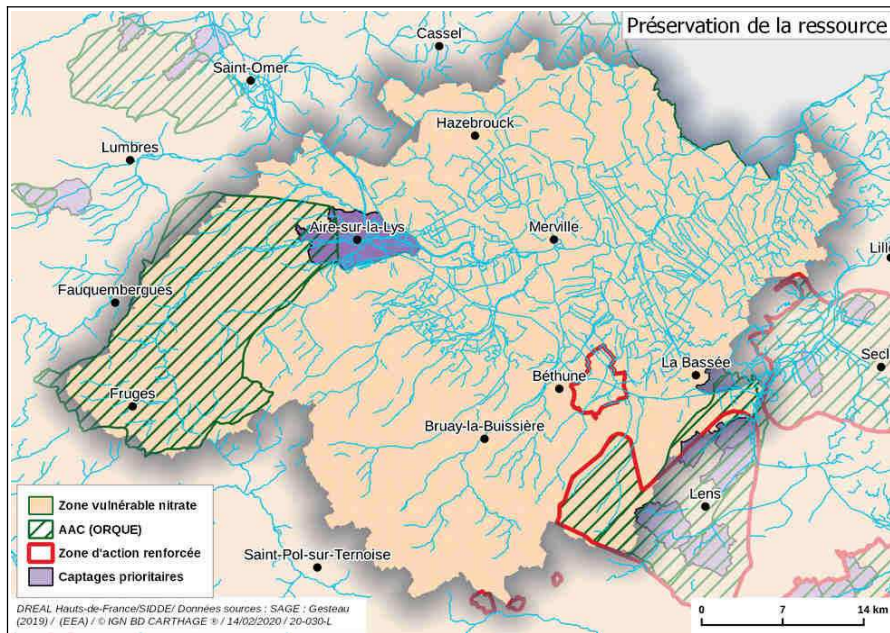 Préservation de la ressource
Cassel
Saint-Omer
Hazebrouck
Lumbres
Aire-sur-la-Lys
Merville
Lille
Fauquembergues
La Bassée
Secl
Béthune
Fruges
Bruay-la-Buissière
Lens
Zone vulnérable nitrate
AAC (ORQUE)
Zone d'action renforcée
Captages prioritaires
Saint-Pol-sur-Ternoise
DREAL Hauts-de-France/SIDDE/ Données sources : SAGE : Gesteau
(2019) / (EEA) / © IGN BD CARTHAGE ® / 14/02/2020 / 20-030-L
0 7 14 km